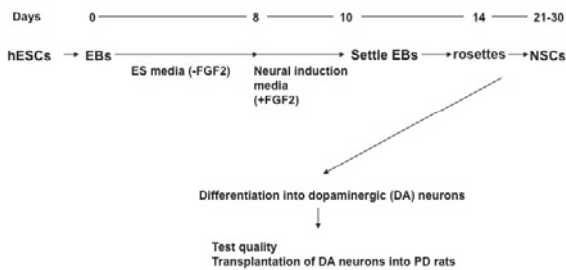 Days 0 8 10 14 21-30
hESCs EBs Settle EBs rosettes NSCs
ES media (-FGF2)
Neural induction
media
(+FGF2)
Differentiation into dopaminergic (DA) neurons
Test quality
Transplantation of DA neurons into PD rats